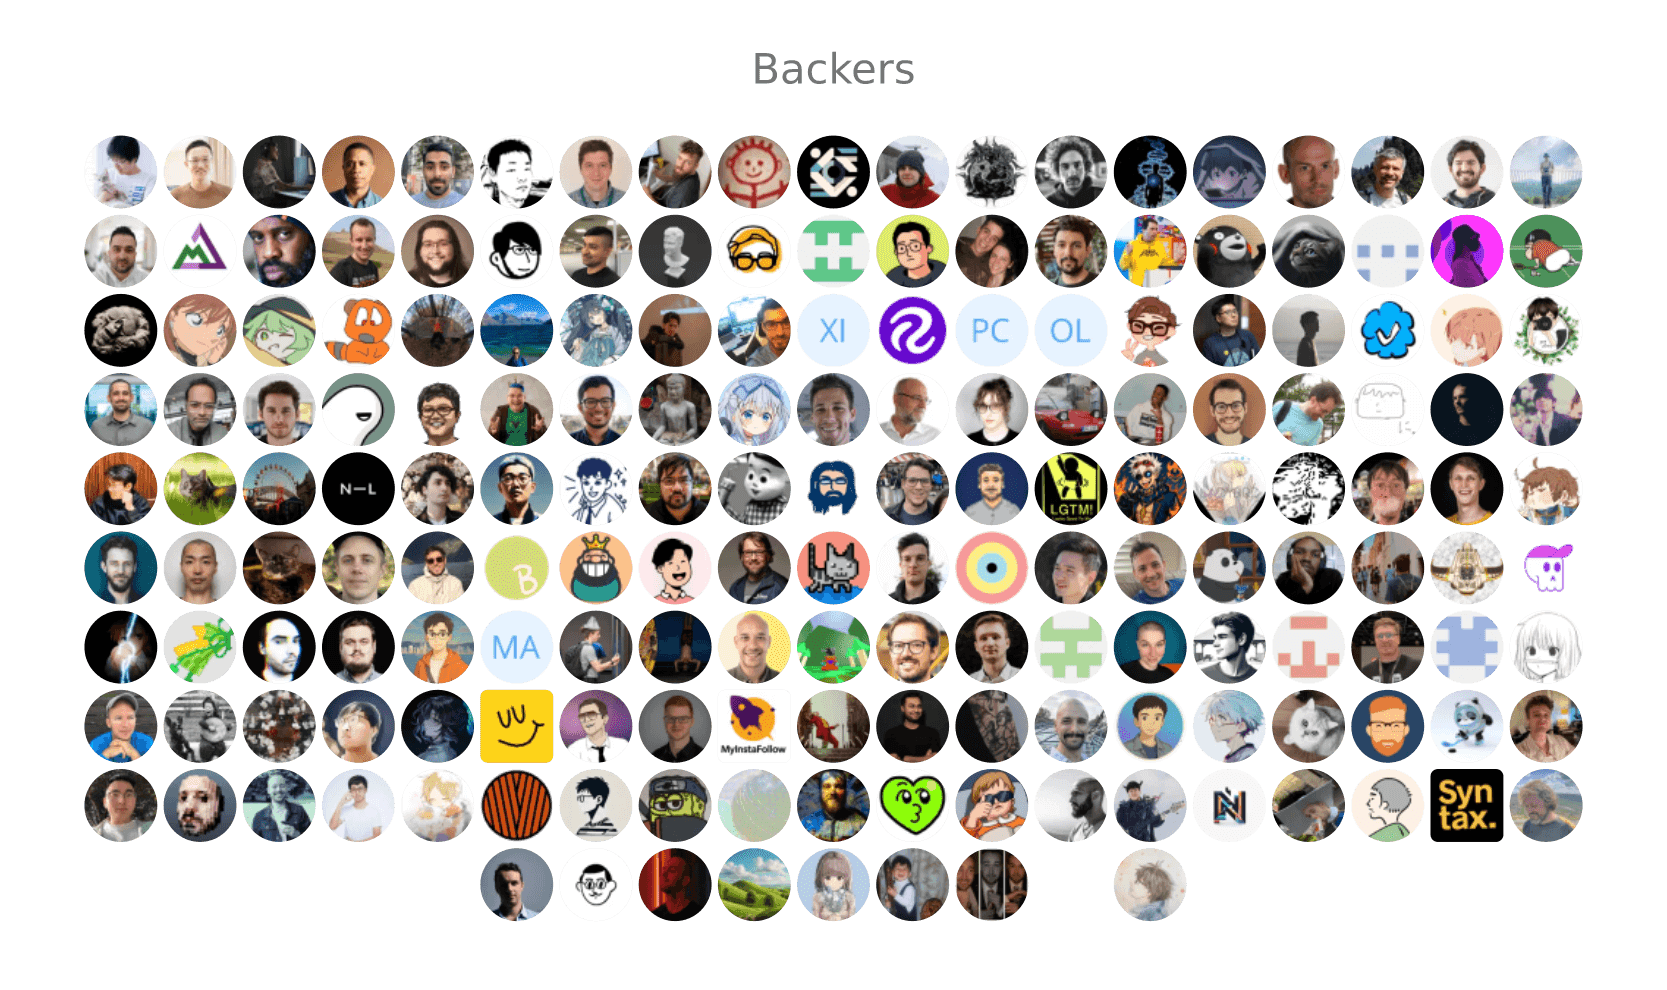 Backers
XI
PC
OL
N—L
LGTM!
B
MA
MyInstaFollow
N
Syn
tax.